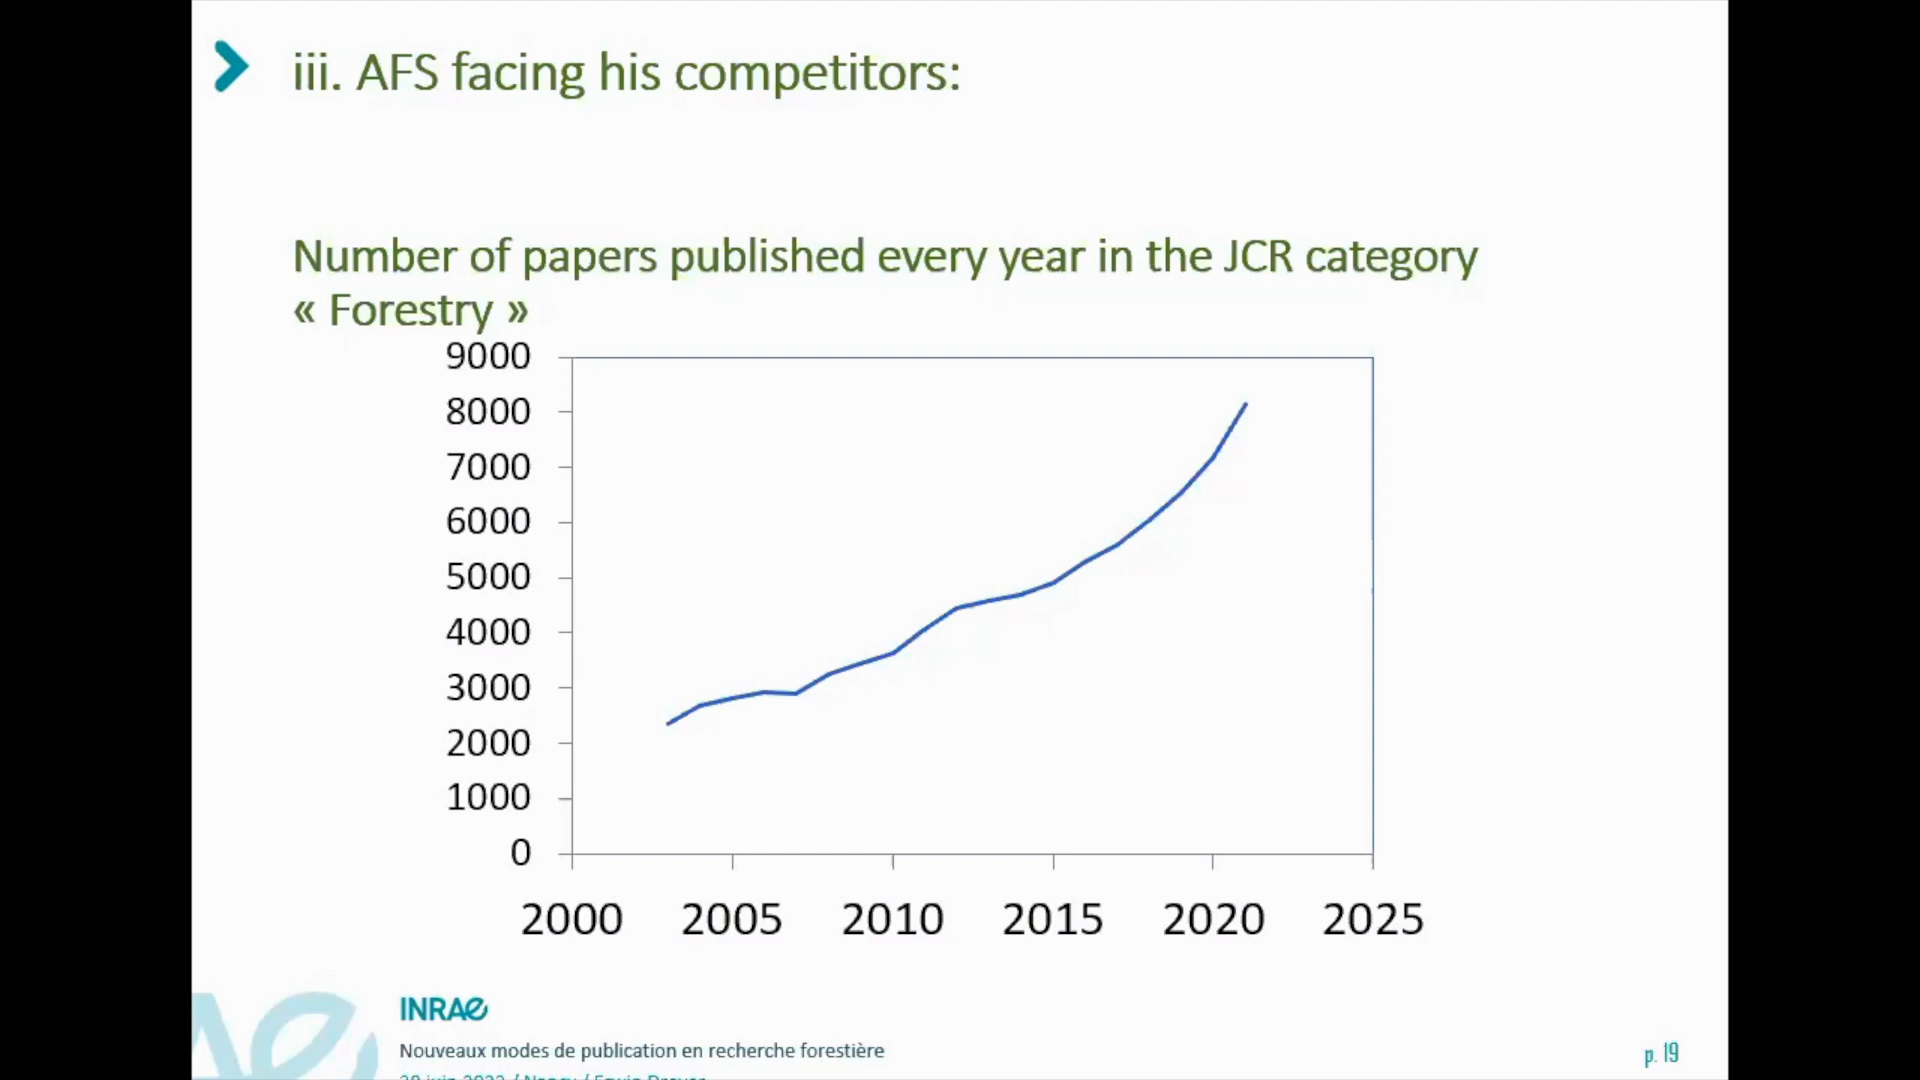 iii. AFS facing his competitors:
Number of papers published every year in the JCR category
« Forestry »
9000
8000
7000
6000
5000
4000
3000
2000
1000
0
2000 2005 2010 2015 2020 2025
INRAE
Nouveaux modes de publication en recherche forestière
p. 19